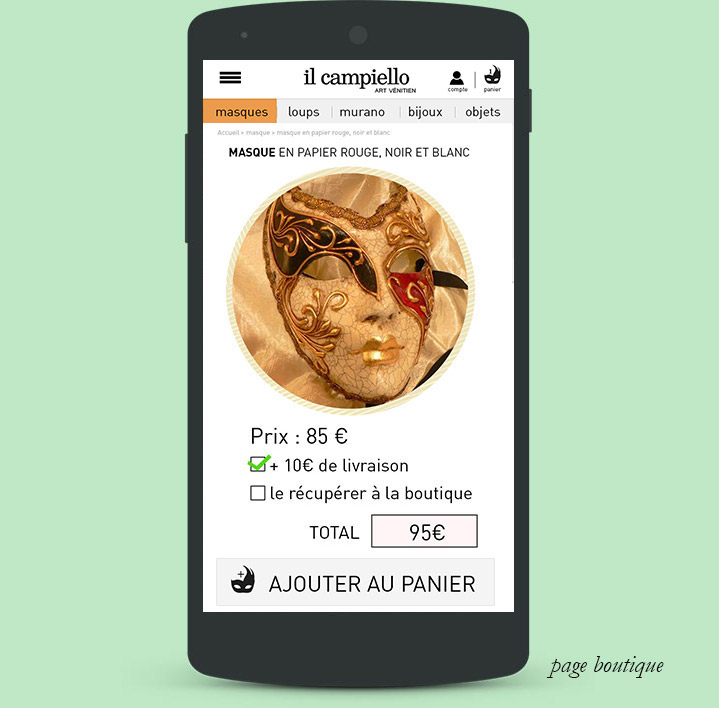 il campiello
ART VÉNITIEN
compte
1
panier
masques loups murano bijoux objets
Accueil » masque » masque en papier rouge, noir et blanc
MASQUE EN PAPIER ROUGE, NOIR ET BLANC
Prix : 85 €
+ 10€ de livraison
le récupérer à la boutique
TOTAL 95€
+ AJOUTER AU PANIER
page boutique